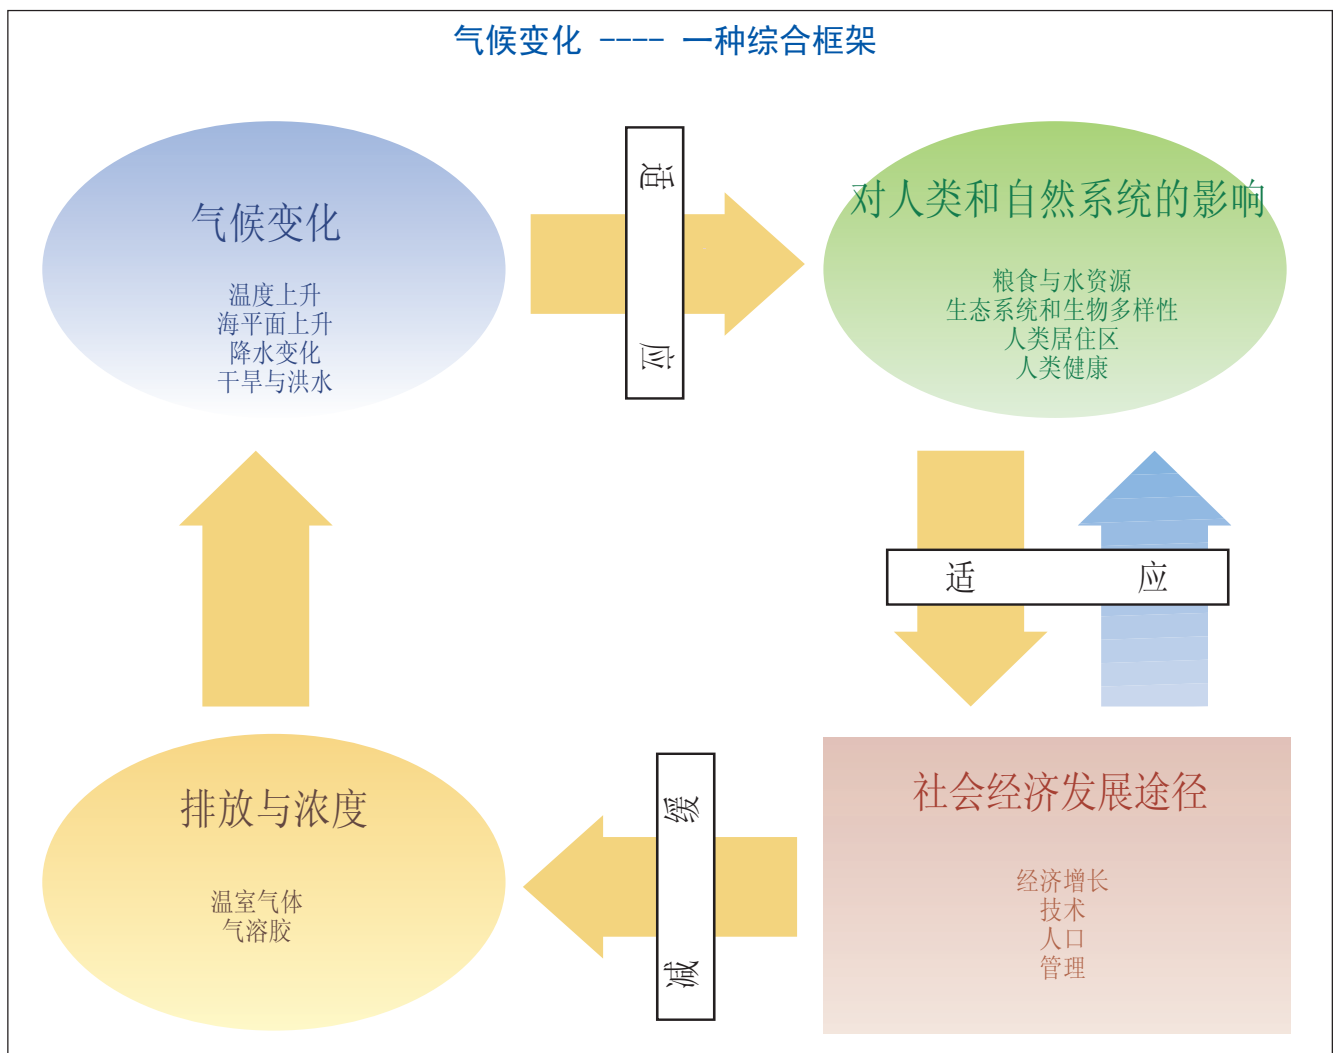 气候变化 ---- 一种综合框架
气候变化
温度上升
海平面上升
降水变化
干旱与洪水
适应
对人类和自然系统的影响
粮食与水资源
生态系统和生物多样性
人类居住区
人类健康
适应
排放与浓度
温室气体
气溶胶
减缓
社会经济发展途径
经济增长
技术
人口
管理